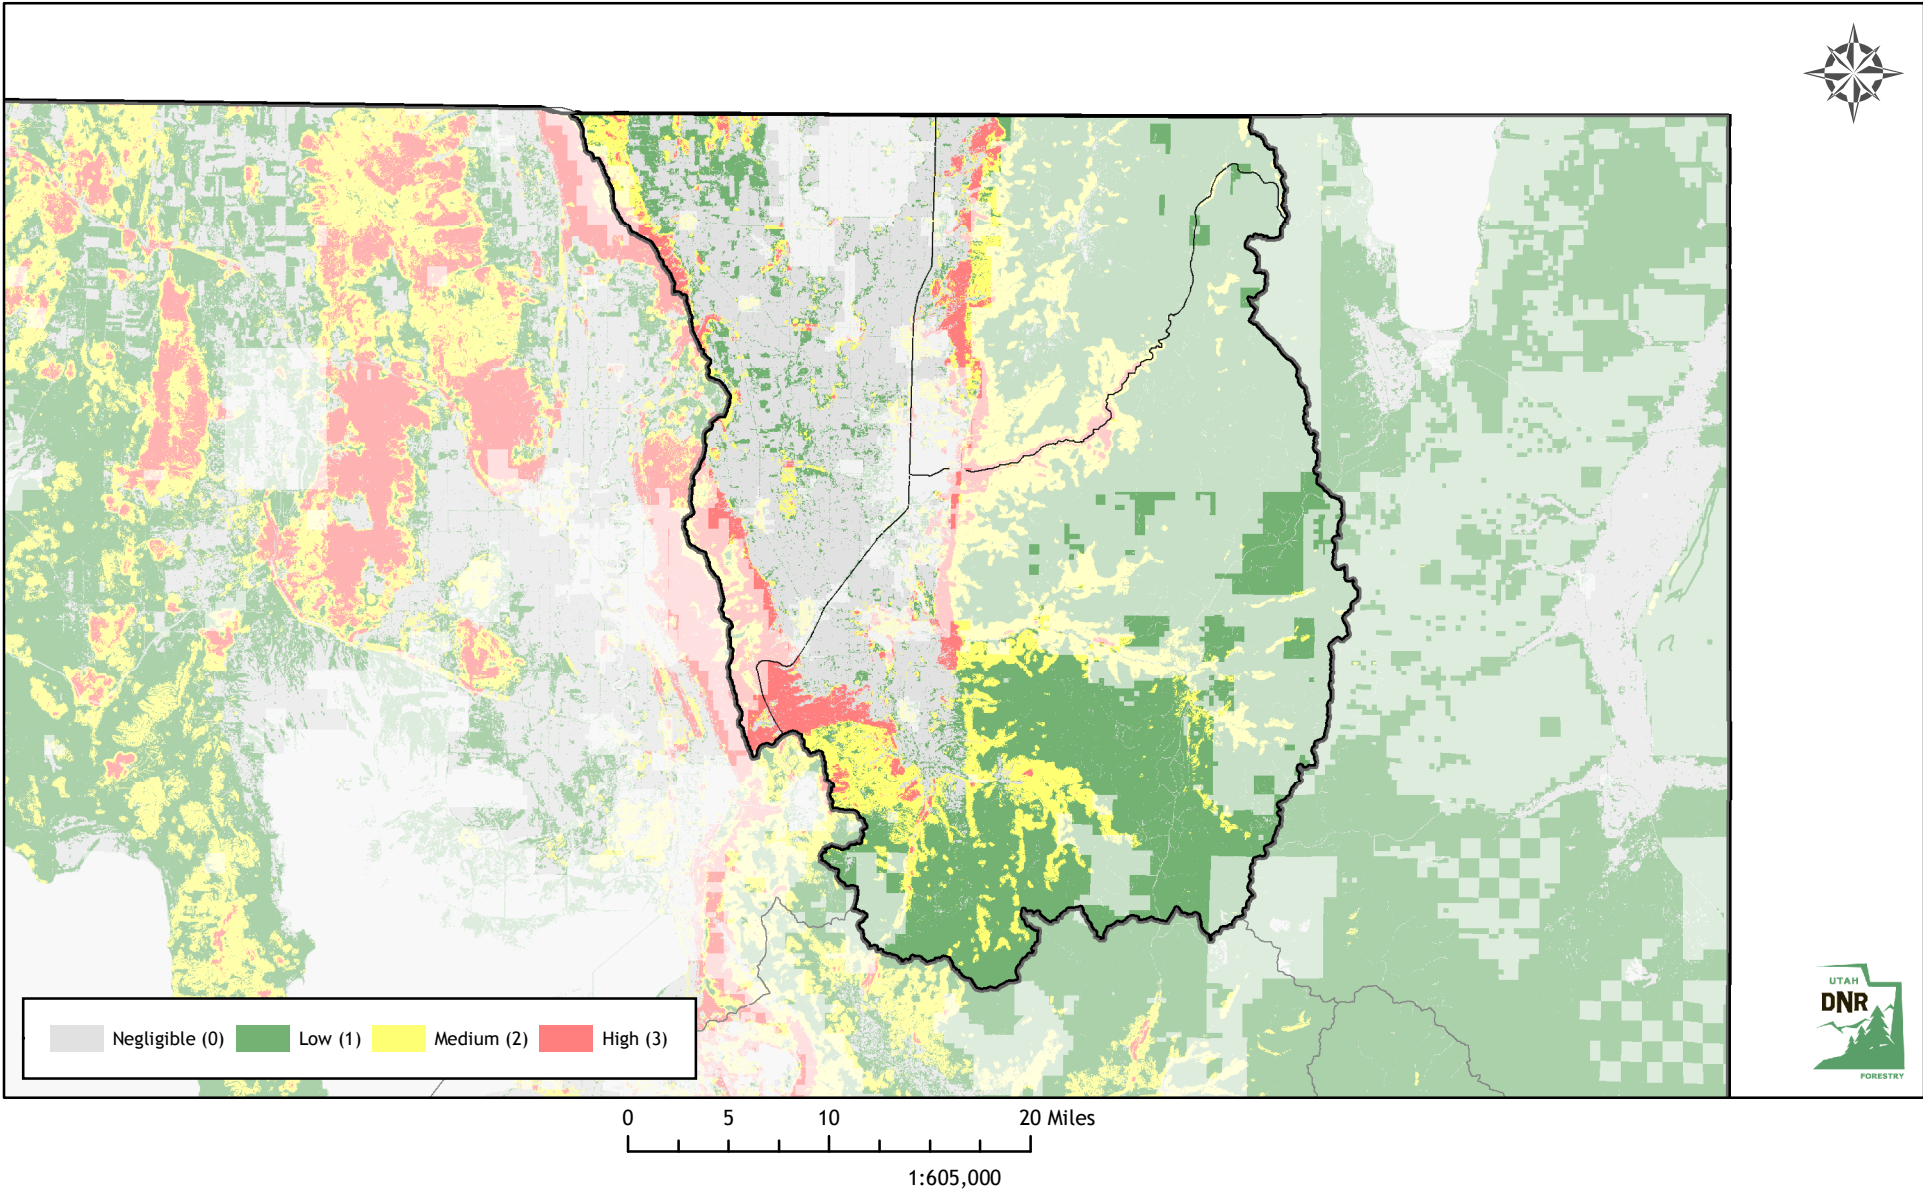 UTAH
DNR
FORESTRY
Negligible (0) Low (1) Medium (2) High (3)
0 5 10 20 Miles
1:605,000